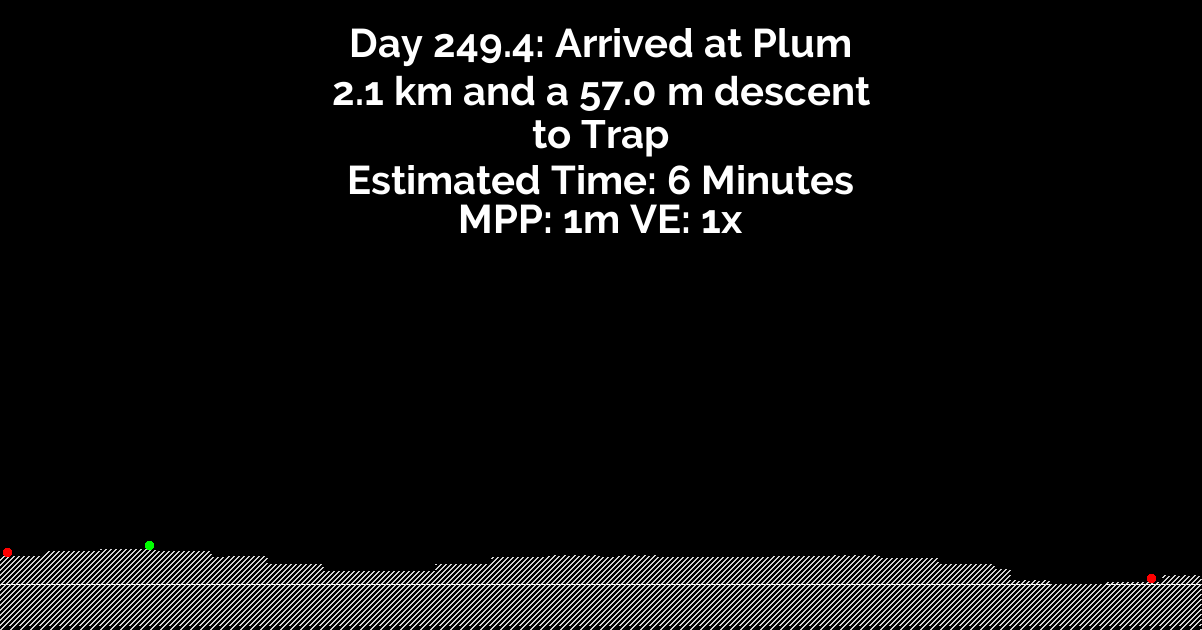 Day 249.4: Arrived at Plum
2.1 km and a 57.0 m descent
to Trap
Estimated Time: 6 Minutes
MPP: 1m VE: 1x